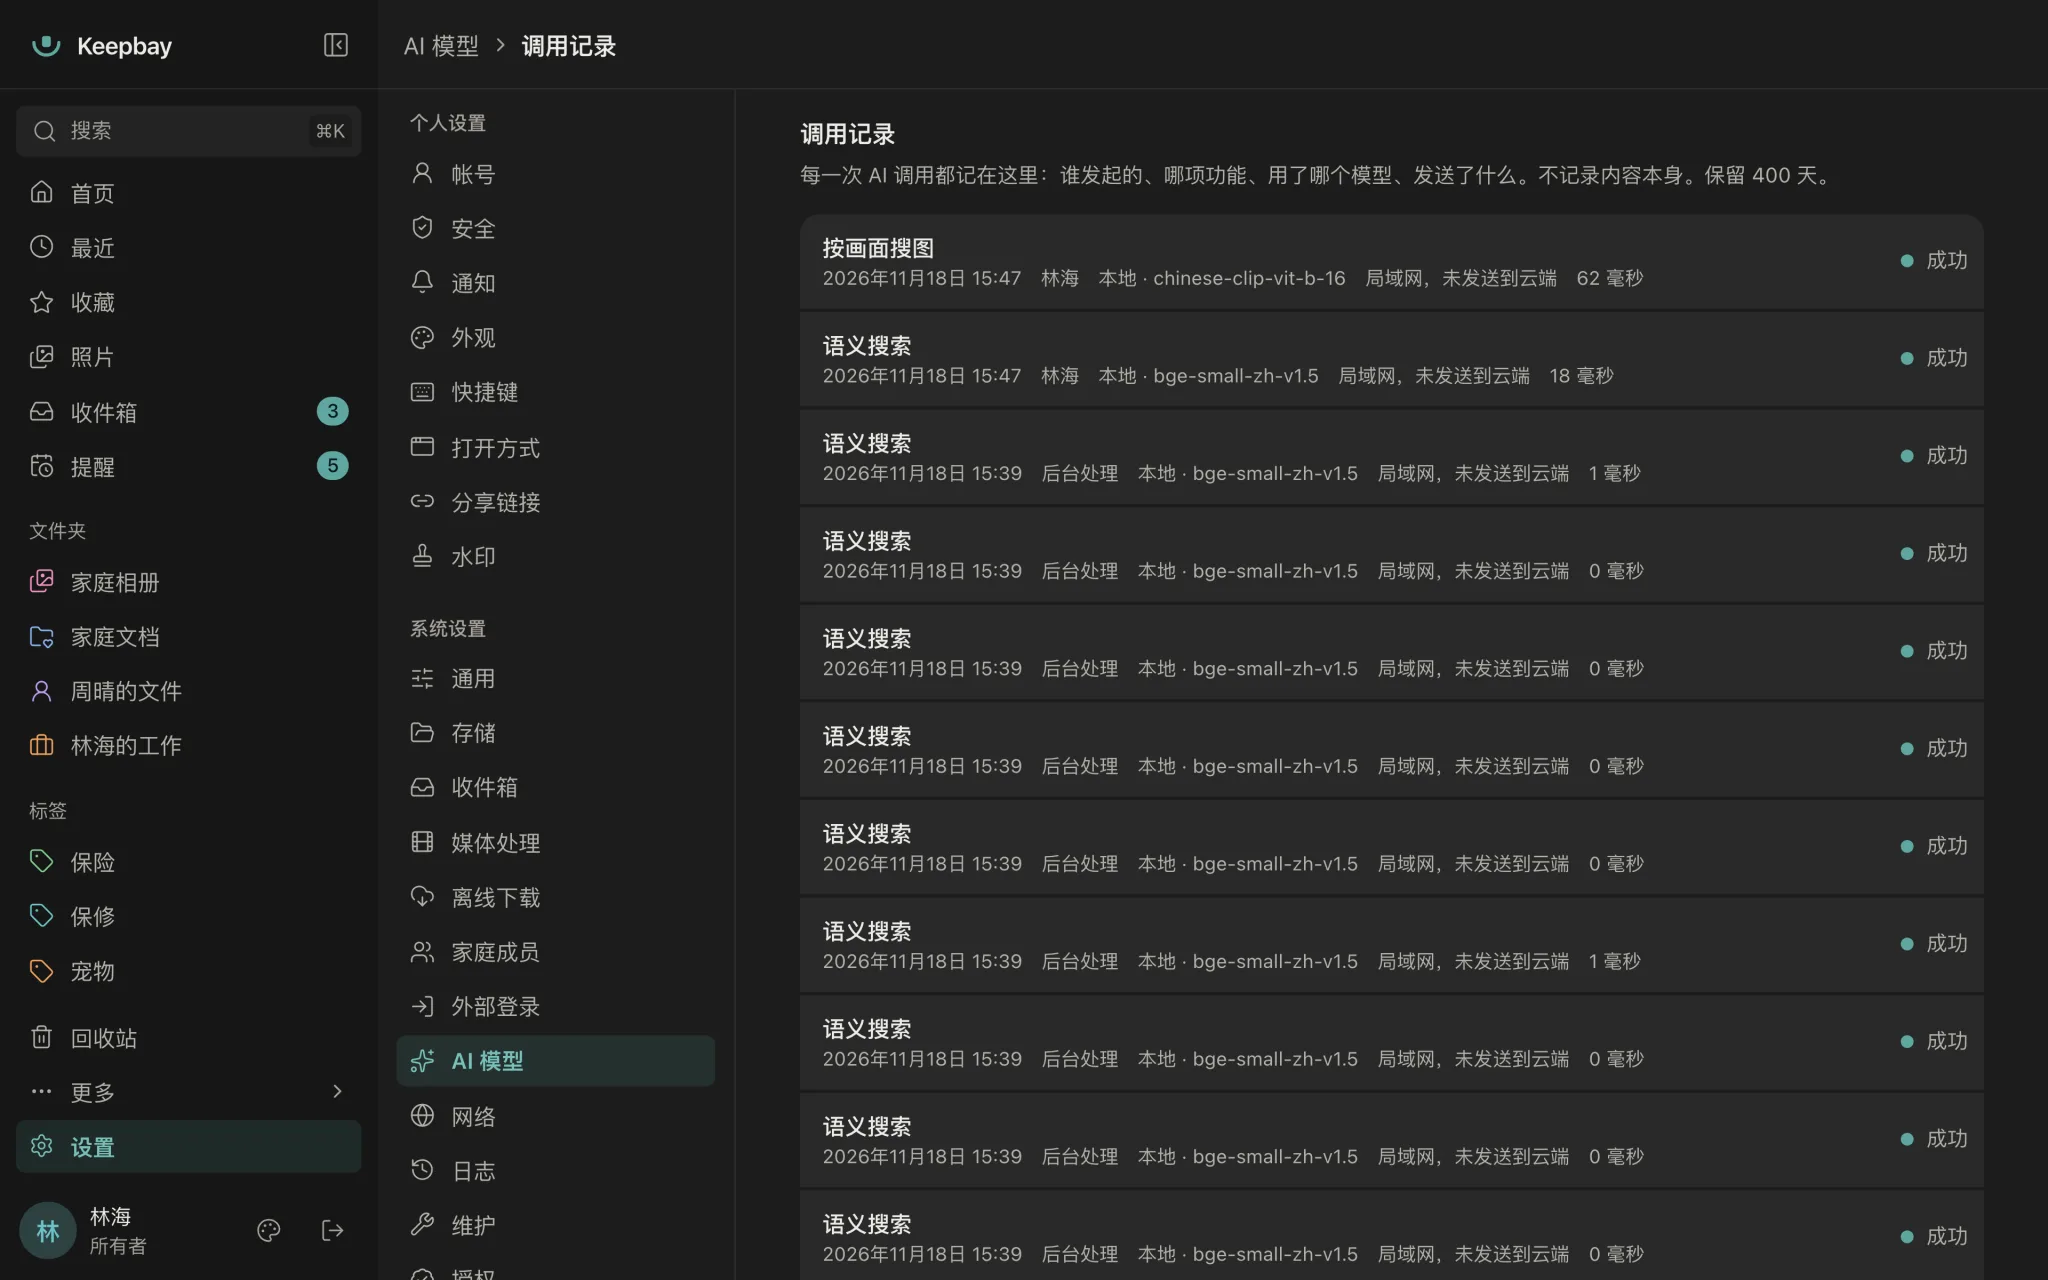 Keepbay
搜索 ⌘K
首页
最近
收藏
照片
收件箱 3
提醒 5
文件夹
家庭相册
家庭文档
周晴的文件
林海的工作
标签
保险
保修
宠物
回收站
更多
设置
林 林海
所有者
AI 模型 > 调用记录
个人设置
帐号
安全
通知
外观
快捷键
打开方式
分享链接
水印
系统设置
通用
存储
收件箱
媒体处理
离线下载
家庭成员
外部登录
AI 模型
网络
日志
维护
授权
调用记录
每一次 AI 调用都记在这里：谁发起的、哪项功能、用了哪个模型、发送了什么。不记录内容本身。保留 400 天。
按画面搜图
2026年11月18日 15:47 林海 本地 · chinese-clip-vit-b-16 局域网，未发送到云端 62 毫秒
成功
语义搜索
2026年11月18日 15:47 林海 本地 · bge-small-zh-v1.5 局域网，未发送到云端 18 毫秒
成功
语义搜索
2026年11月18日 15:39 后台处理 本地 · bge-small-zh-v1.5 局域网，未发送到云端 1 毫秒
成功
语义搜索
2026年11月18日 15:39 后台处理 本地 · bge-small-zh-v1.5 局域网，未发送到云端 0 毫秒
成功
语义搜索
2026年11月18日 15:39 后台处理 本地 · bge-small-zh-v1.5 局域网，未发送到云端 0 毫秒
成功
语义搜索
2026年11月18日 15:39 后台处理 本地 · bge-small-zh-v1.5 局域网，未发送到云端 0 毫秒
成功
语义搜索
2026年11月18日 15:39 后台处理 本地 · bge-small-zh-v1.5 局域网，未发送到云端 0 毫秒
成功
语义搜索
2026年11月18日 15:39 后台处理 本地 · bge-small-zh-v1.5 局域网，未发送到云端 1 毫秒
成功
语义搜索
2026年11月18日 15:39 后台处理 本地 · bge-small-zh-v1.5 局域网，未发送到云端 0 毫秒
成功
语义搜索
2026年11月18日 15:39 后台处理 本地 · bge-small-zh-v1.5 局域网，未发送到云端 0 毫秒
成功
语义搜索
2026年11月18日 15:39 后台处理 本地 · bge-small-zh-v1.5 局域网，未发送到云端 0 毫秒
成功